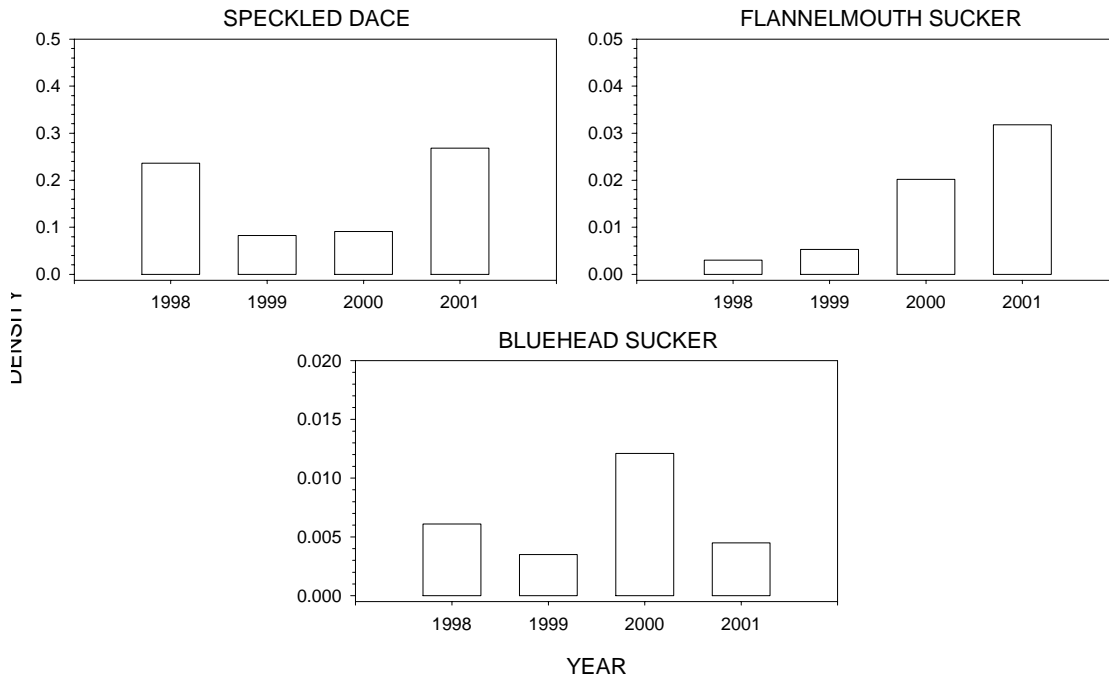 SPECKLED DACE
0.5
0.4
0.3
0.2
0.1
0.0
1998 1999 2000 2001
FLANNELMOUTH SUCKER
0.05
0.04
0.03
0.02
0.01
0.00
1998 1999 2000 2001
DENSITY
BLUEHEAD SUCKER
0.020
0.015
0.010
0.005
0.000
1998 1999 2000 2001
YEAR